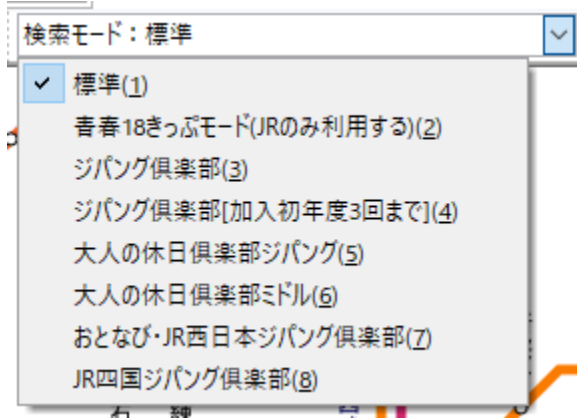 検索モード：標準
標準(1)
青春18きっぷモード(JRのみ利用する)(2)
ジパング倶楽部(3)
ジパング倶楽部[加入初年度3回まで](4)
大人の休日倶楽部ジパング(5)
大人の休日倶楽部ミドル(6)
おとなび・JR西日本ジパング倶楽部(7)
JR四国ジパング倶楽部(8)